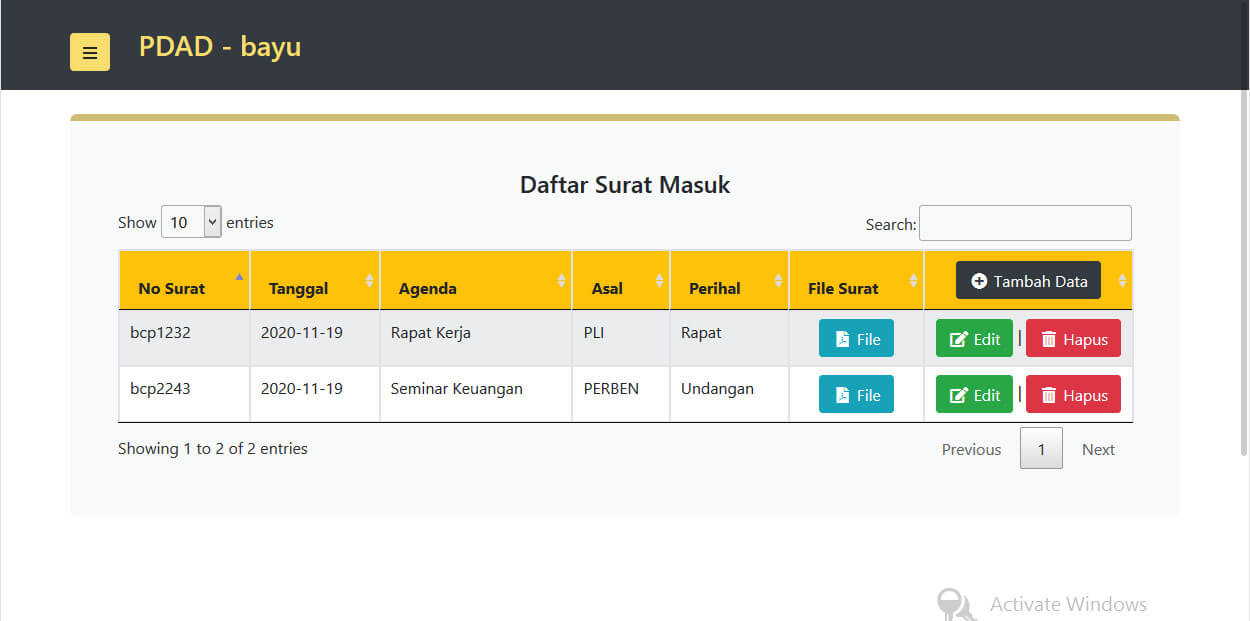 PDAD - bayu
Daftar Surat Masuk
Show 10 entries
Search:
No Surat Tanggal Agenda Asal Perihal File Surat Tambah Data
bcp1232 2020-11-19 Rapat Kerja PLI Rapat File Edit | Hapus
bcp2243 2020-11-19 Seminar Keuangan PERBEN Undangan File Edit | Hapus
Showing 1 to 2 of 2 entries
Previous 1 Next
Activate Windows